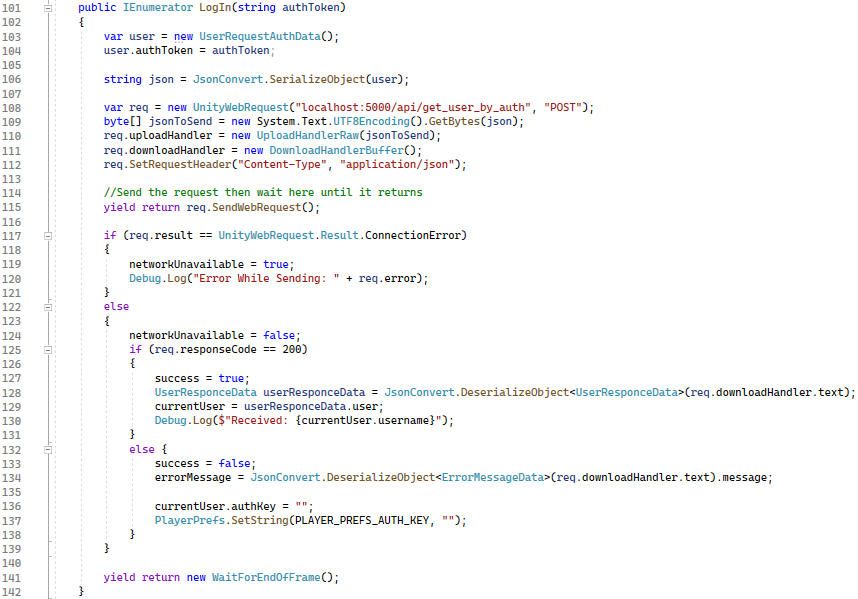 101 public IEnumerator LogIn(string authToken)
102 {
103 var user = new UserRequestAuthData();
104 user.authToken = authToken;
105
106 string json = JsonConvert.SerializeObject(user);
107
108 var req = new UnityWebRequest("localhost:5000/api/get_user_by_auth", "POST");
109 byte[] jsonToSend = new System.Text.UTF8Encoding().GetBytes(json);
110 req.uploadHandler = new UploadHandlerRaw(jsonToSend);
111 req.downloadHandler = new DownloadHandlerBuffer();
112 req.SetRequestHeader("Content-Type", "application/json");
113
114 //Send the request then wait here until it returns
115 yield return req.SendWebRequest();
116
117 if (req.result == UnityWebRequest.Result.ConnectionError)
118 {
119 networkUnavailable = true;
120 Debug.Log("Error While Sending: " + req.error);
121 }
122 else
123 {
124 networkUnavailable = false;
125 if (req.responseCode == 200)
126 {
127 success = true;
128 UserResponceData userResponceData = JsonConvert.DeserializeObject<UserResponceData>(req.downloadHandler.text);
129 currentUser = userResponceData.user;
130 Debug.Log($"Received: {currentUser.username}");
131 }
132 else {
133 success = false;
134 errorMessage = JsonConvert.DeserializeObject<ErrorMessageData>(req.downloadHandler.text).message;
135
136 currentUser.authKey = "";
137 PlayerPrefs.SetString(PLAYER_PREFS_AUTH_KEY, "");
138 }
139 }
140
141 yield return new WaitForEndOfFrame();
142 }